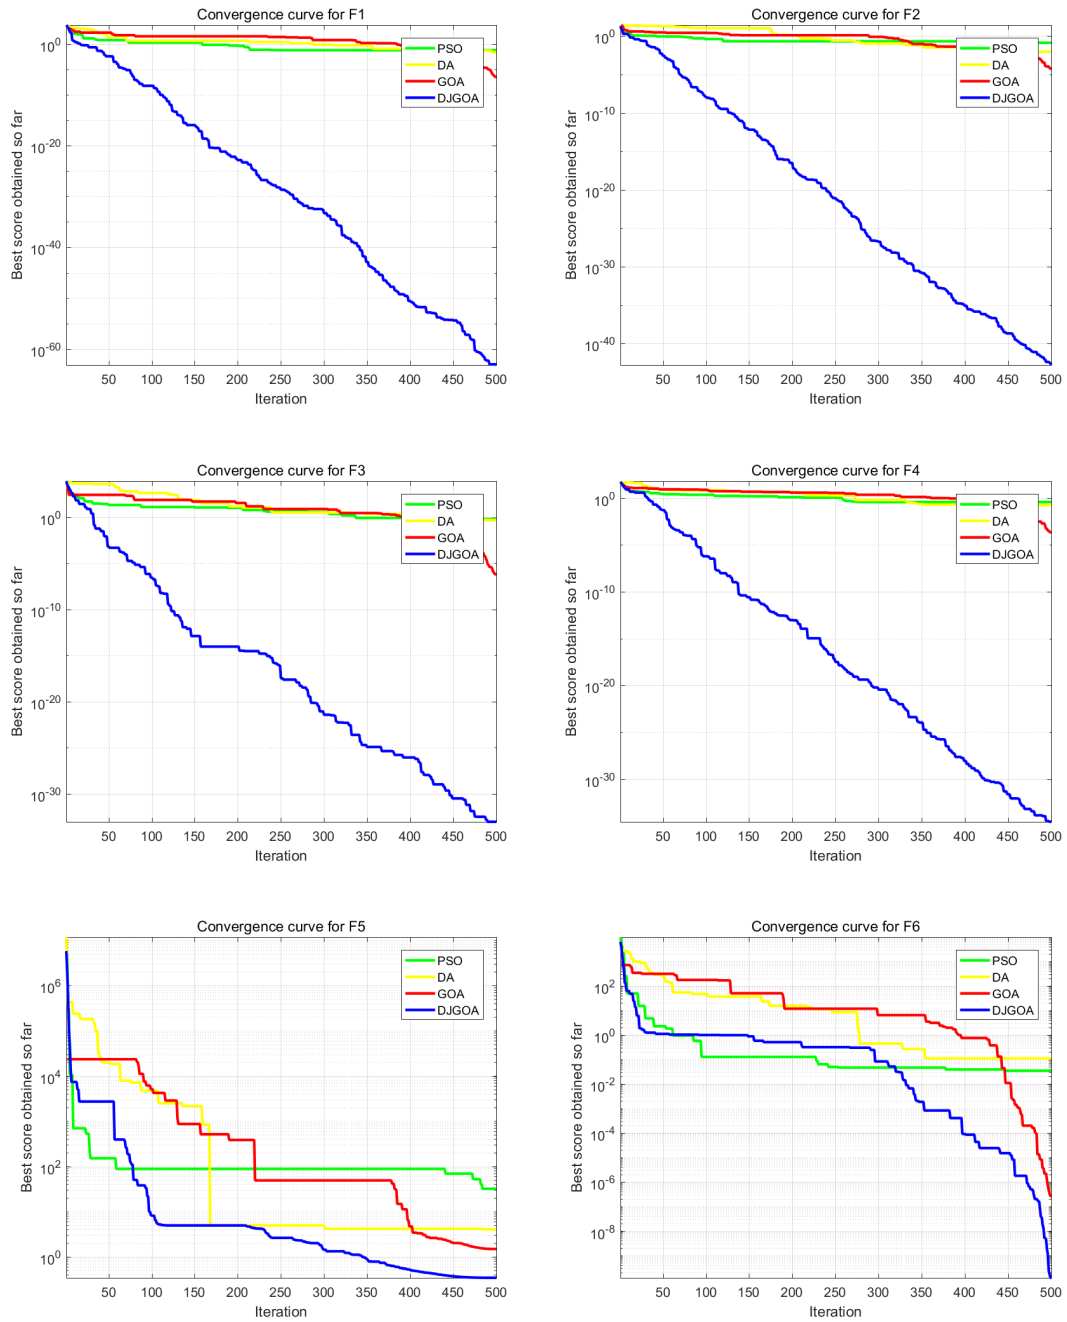 Convergence curve for F1
Best score obtained so far
10^0
10^-20
10^-40
10^-60
PSO
DA
GOA
DJGOA
50 100 150 200 250 300 350 400 450 500
Iteration
Convergence curve for F2
Best score obtained so far
10^0
10^-10
10^-20
10^-30
10^-40
PSO
DA
GOA
DJGOA
50 100 150 200 250 300 350 400 450 500
Iteration
Convergence curve for F3
Best score obtained so far
10^0
10^-10
10^-20
10^-30
PSO
DA
GOA
DJGOA
50 100 150 200 250 300 350 400 450 500
Iteration
Convergence curve for F4
Best score obtained so far
10^0
10^-10
10^-20
10^-30
PSO
DA
GOA
DJGOA
50 100 150 200 250 300 350 400 450 500
Iteration
Convergence curve for F5
Best score obtained so far
10^6
10^4
10^2
10^0
PSO
DA
GOA
DJGOA
50 100 150 200 250 300 350 400 450 500
Iteration
Convergence curve for F6
Best score obtained so far
10^2
10^0
10^-2
10^-4
10^-6
10^-8
PSO
DA
GOA
DJGOA
50 100 150 200 250 300 350 400 450 500
Iteration